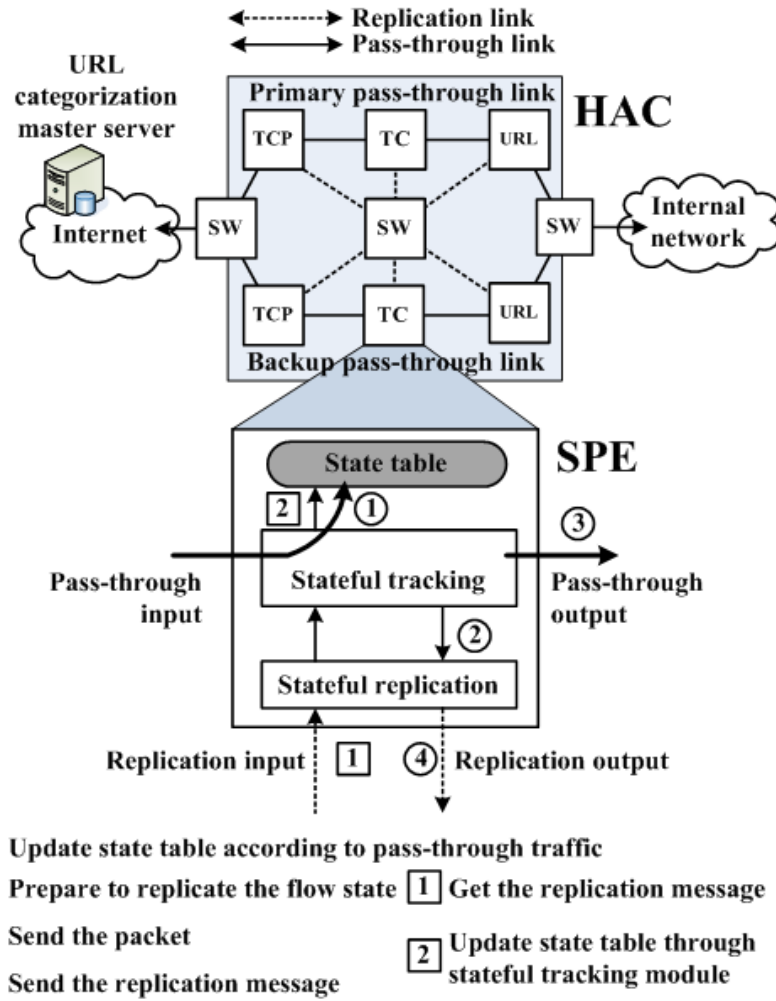 Replication link
Pass-through link
URL
categorization
master server
Primary pass-through link
HAC
TCP
TC
URL
Internet
SW
SW
SW
Internal
network
TCP
TC
URL
Backup pass-through link
SPE
State table
2
1
3
Pass-through
input
Stateful tracking
Pass-through
output
2
Stateful replication
Replication input
1
4
Replication output
Update state table according to pass-through traffic
Prepare to replicate the flow state
1 Get the replication message
Send the packet
2 Update state table through
stateful tracking module
Send the replication message